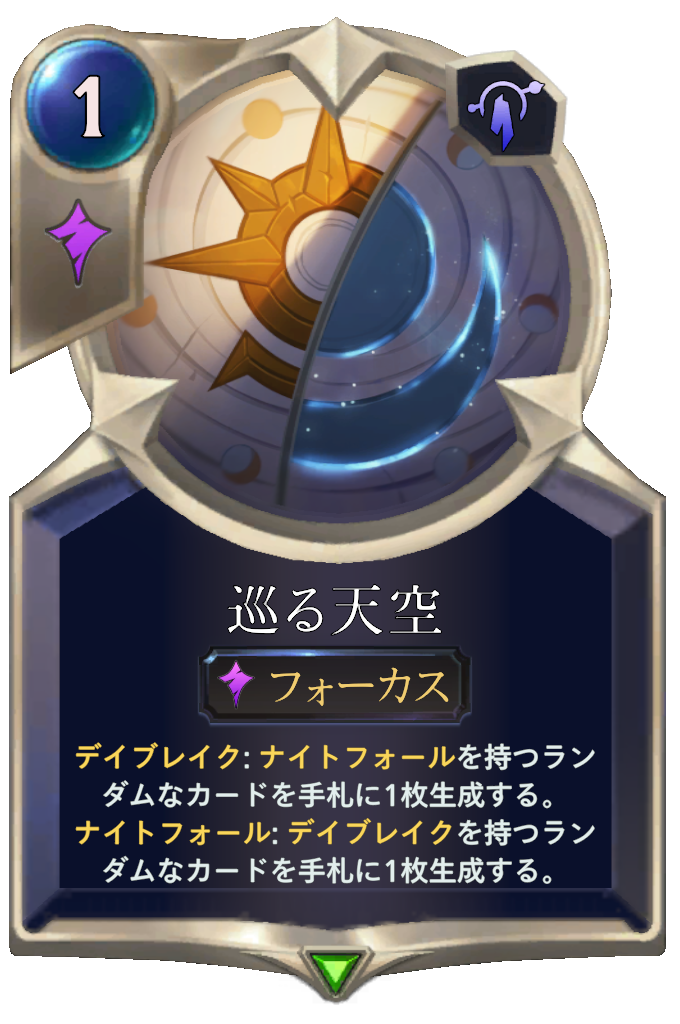 1
巡る天空
フォーカス
デイブレイク: ナイトフォールを持つラン
ダムなカードを手札に1枚生成する。
ナイトフォール: デイブレイクを持つラン
ダムなカードを手札に1枚生成する。